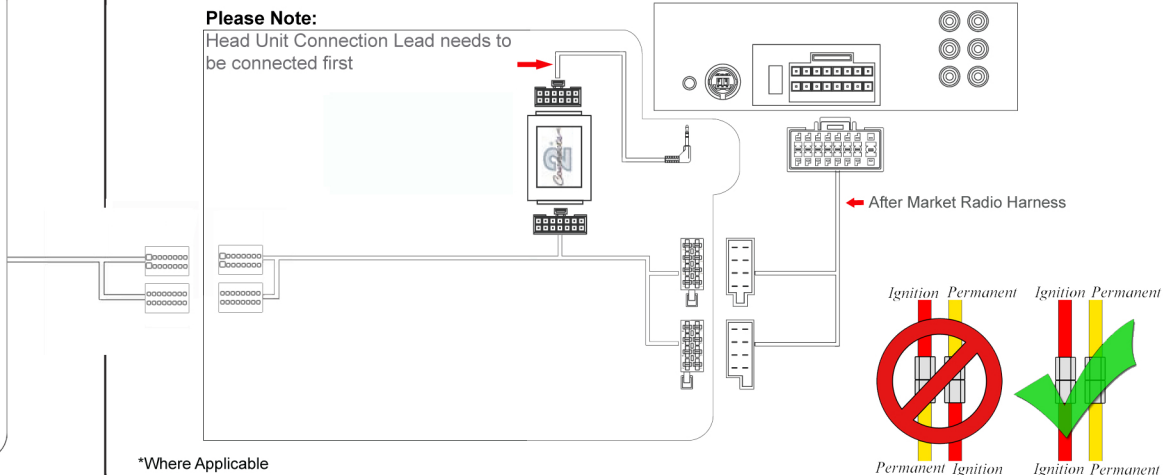 Please Note:
Head Unit Connection Lead needs to
be connected first
After Market Radio Harness
Ignition Permanent
Ignition Permanent
Permanent Ignition
Ignition Permanent
*Where Applicable